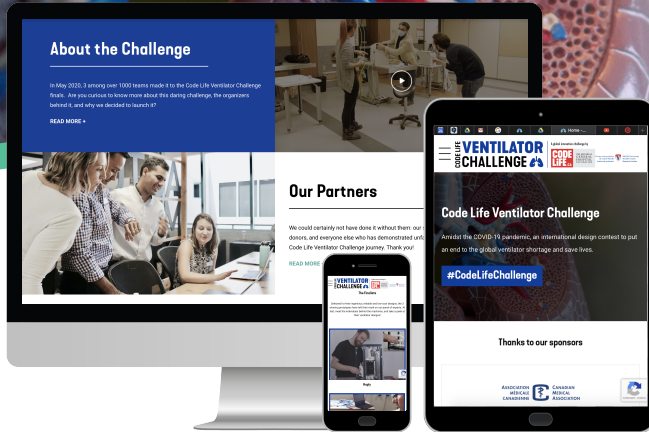 About the Challenge
In May 2020, 3 among over 1000 teams made it to the Code Life Ventilator Challenge
finals. Are you curious to know more about this daring challenge, the organizers
behind it, and why we decided to launch it?
READ MORE +
Our Partners
We could certainly not have done it without them: our
donors, and everyone else who has demonstrated
Code Life Ventilator Challenge journey. Thank you!
READ MORE
CODE LIFE
VENTILATOR
CHALLENGE
The Finalists
Rugly
Home -...
CODE LIFE
VENTILATOR
CHALLENGE
CODE
LIFE
Code Life Ventilator Challenge
Amidst the COVID-19 pandemic, an international design contest to put
an end to the global ventilator shortage and save lives.
#CodeLifeChallenge
Thanks to our sponsors
ASSOCIATION
MÉDICALE
CANADIENNE
CANADIAN
MEDICAL
ASSOCIATION